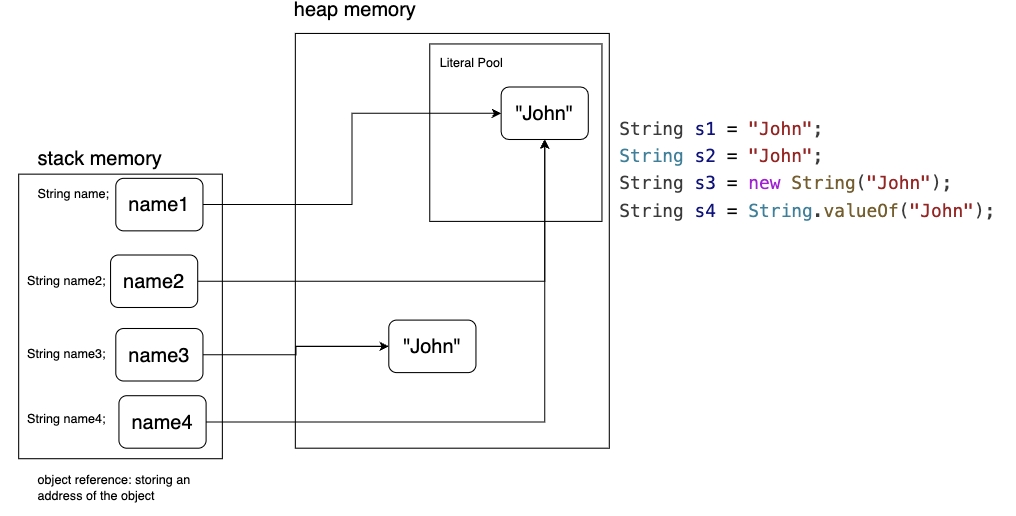 heap memory
Literal Pool
"John"
String s1 = "John";
String s2 = "John";
String s3 = new String("John");
String s4 = String.valueOf("John");
stack memory
String name;
name1
String name2;
name2
String name3;
name3
"John"
String name4;
name4
object reference: storing an
address of the object